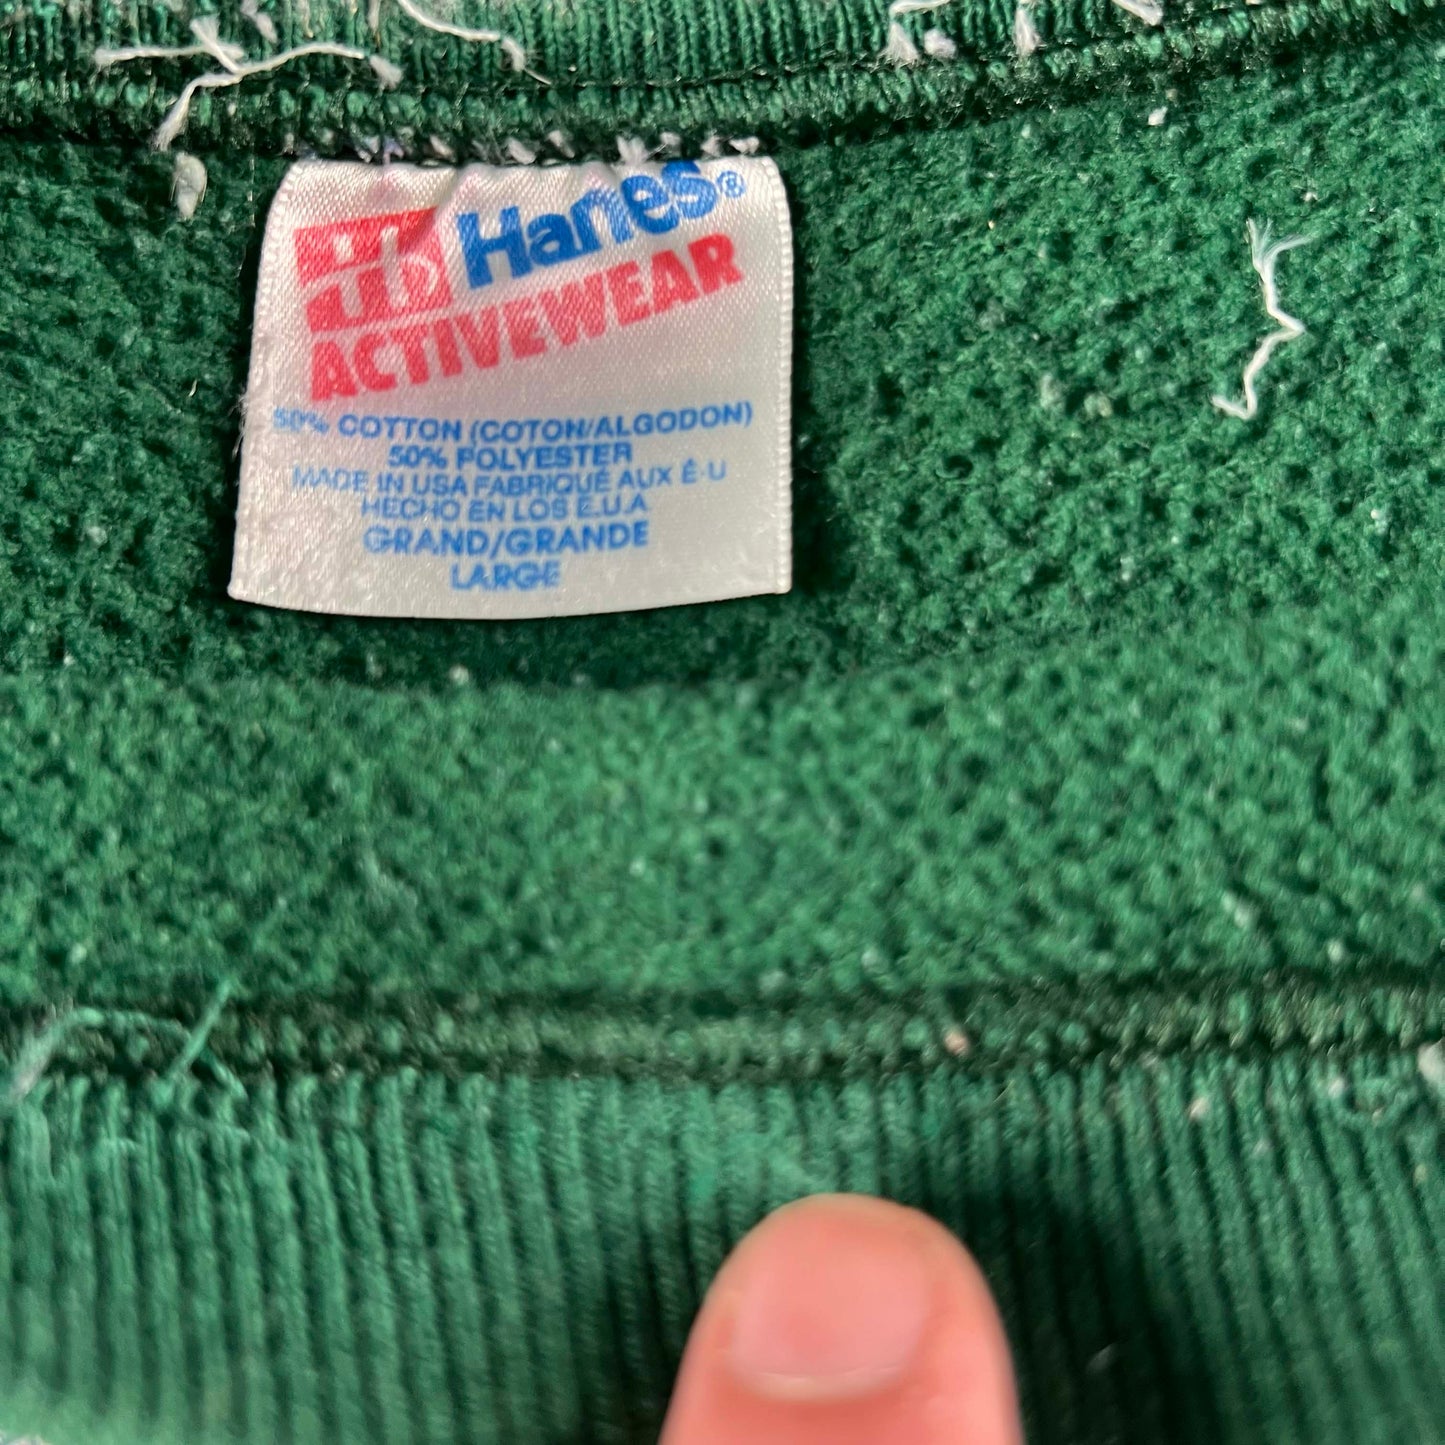 Hanes®
ACTIVEWEAR
50% COTTON (COTON/ALGODON)
50% POLYESTER
MADE IN USA FABRIQUÉ AUX É-U
HECHO EN LOS E.U.A
GRAND/GRANDE
LARGE